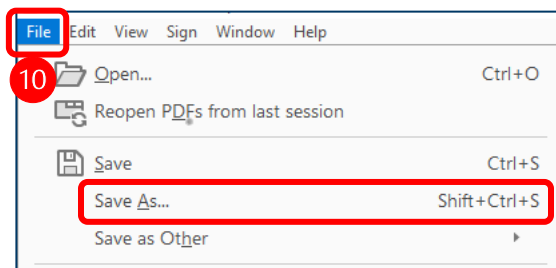 File Edit View Sign Window Help
10
Open... Ctrl+O
Reopen PDFs from last session
Save Ctrl+S
Save As... Shift+Ctrl+S
Save as Other